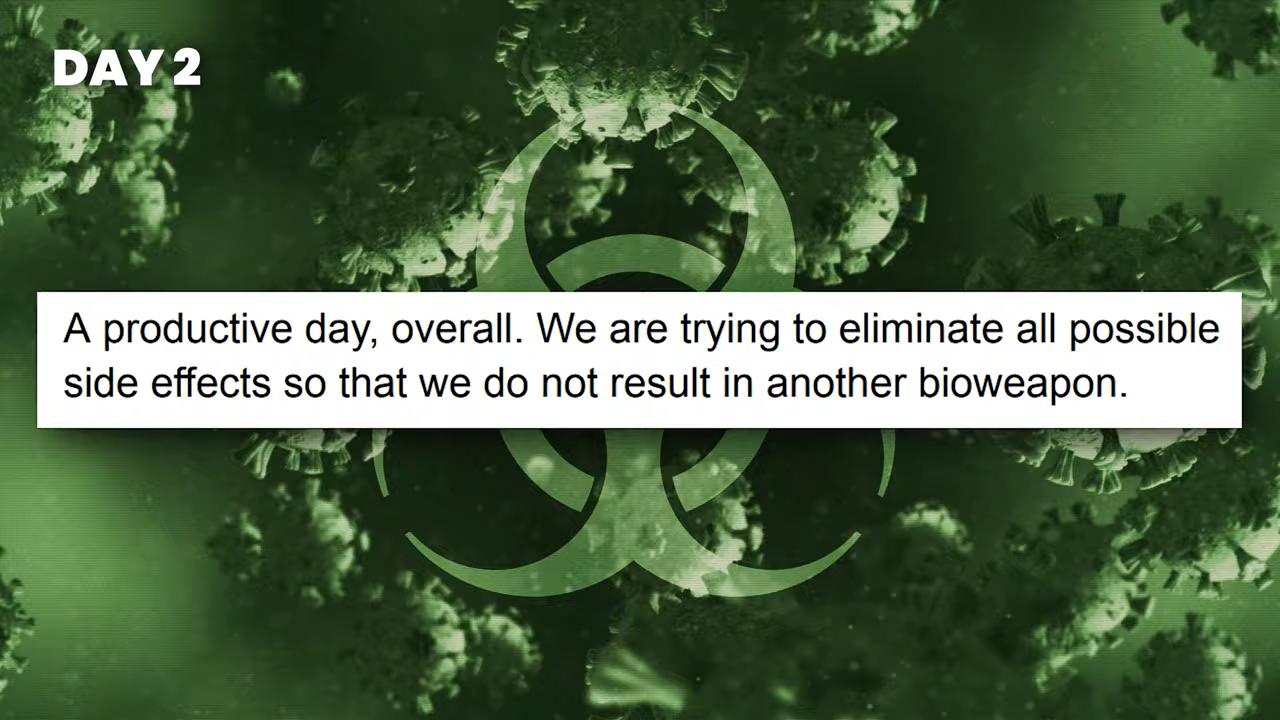 DAY 2
A productive day, overall. We are trying to eliminate all possible
side effects so that we do not result in another bioweapon.